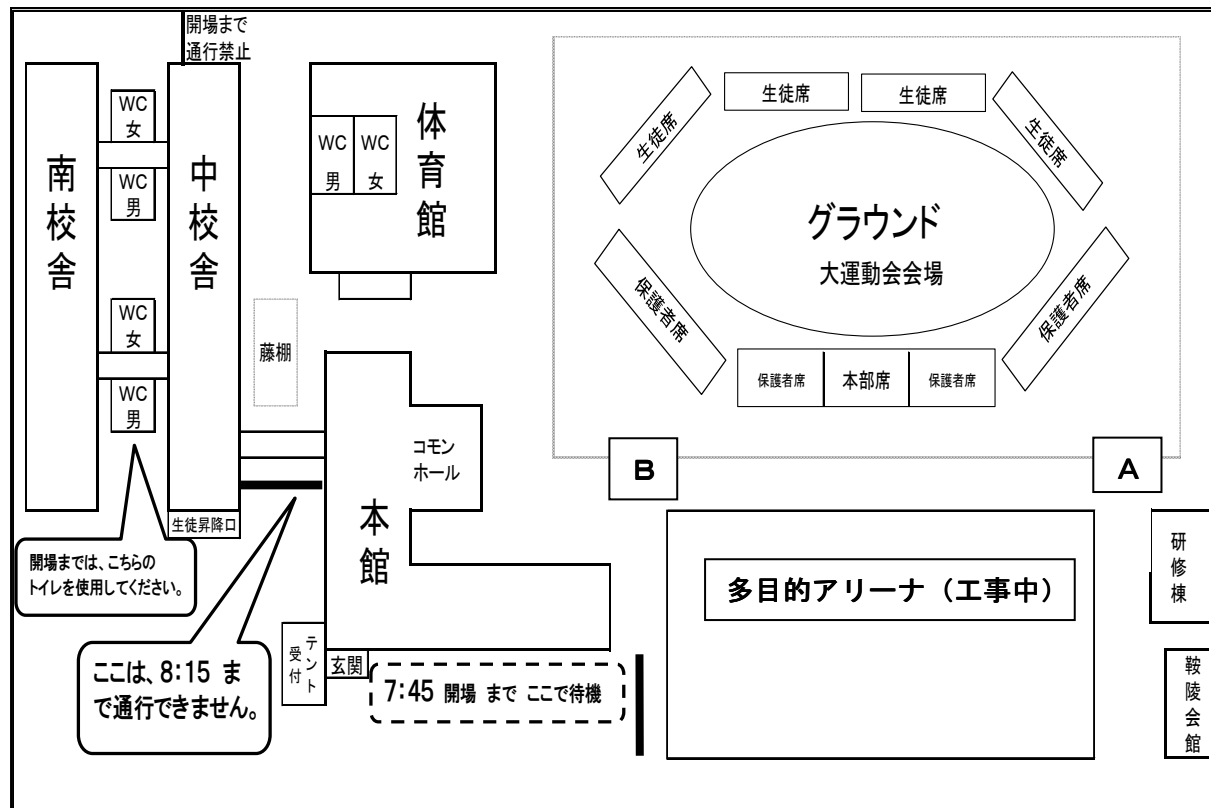 開場まで
通行禁止
南校舎
WC
女
WC
男
WC
女
WC
男
中校舎
生徒昇降口
開場までは、こちらの
トイレを使用してください。
体育館
WC
男
WC
女
藤棚
本館
コモン
ホール
ここは、8:15 ま
で通行できません。
テント
受付
玄関
7:45 開場 まで ここで待機
生徒席
生徒席
生徒席
生徒席
グラウンド
大運動会会場
保護者席
保護者席
保護者席
本部席
保護者席
B
A
多目的アリーナ（工事中）
研修棟
鞍陵会館